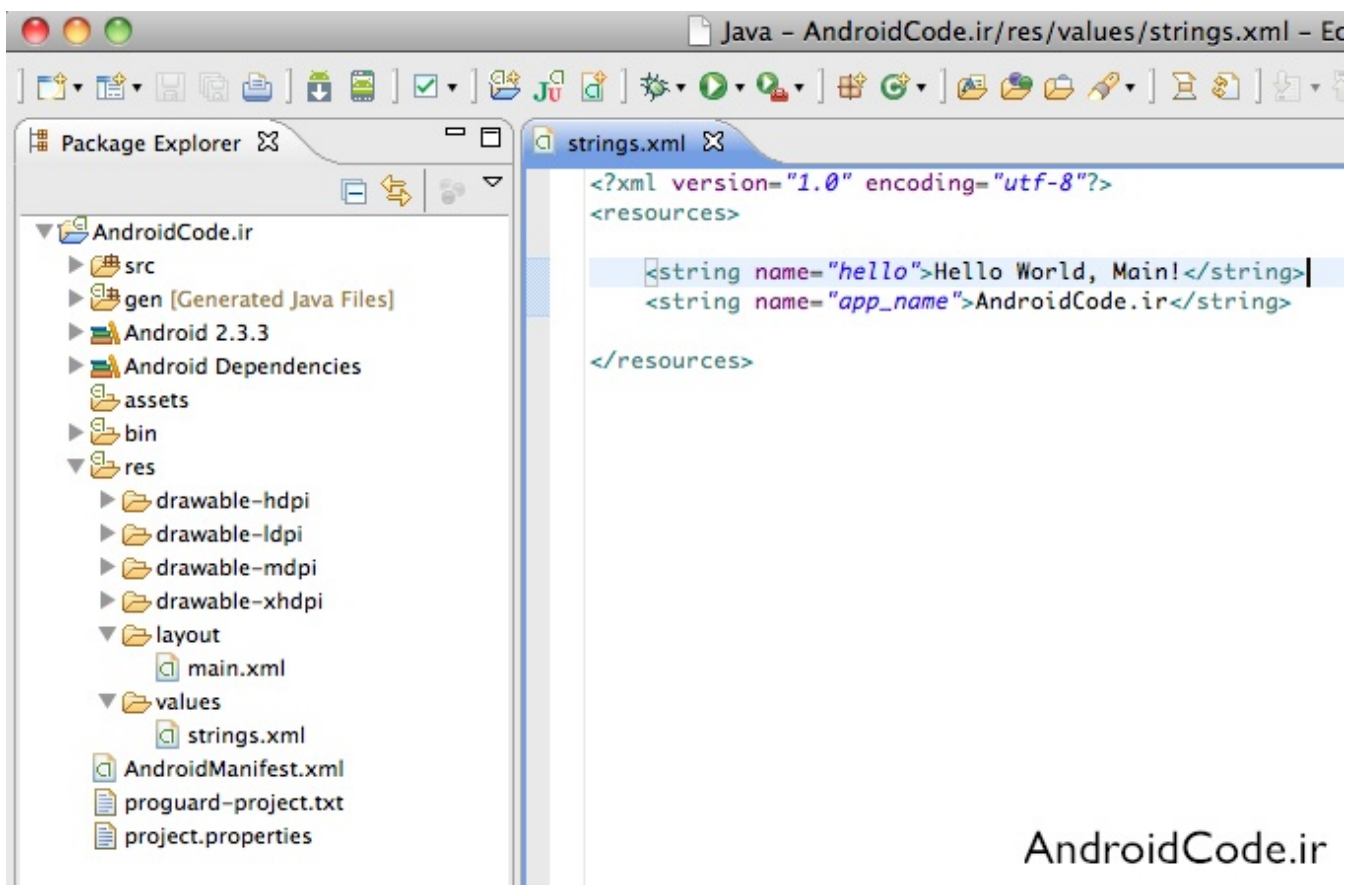 Java – AndroidCode.ir/res/values/strings.xml – Ec
Package Explorer
strings.xml
AndroidCode.ir
src
gen [Generated Java Files]
Android 2.3.3
Android Dependencies
assets
bin
res
drawable-hdpi
drawable-ldpi
drawable-mdpi
drawable-xhdpi
layout
main.xml
values
strings.xml
AndroidManifest.xml
proguard-project.txt
project.properties
<?xml version="1.0" encoding="utf-8"?>
<resources>
<string name="hello">Hello World, Main!</string>
<string name="app_name">AndroidCode.ir</string>
</resources>
AndroidCode.ir